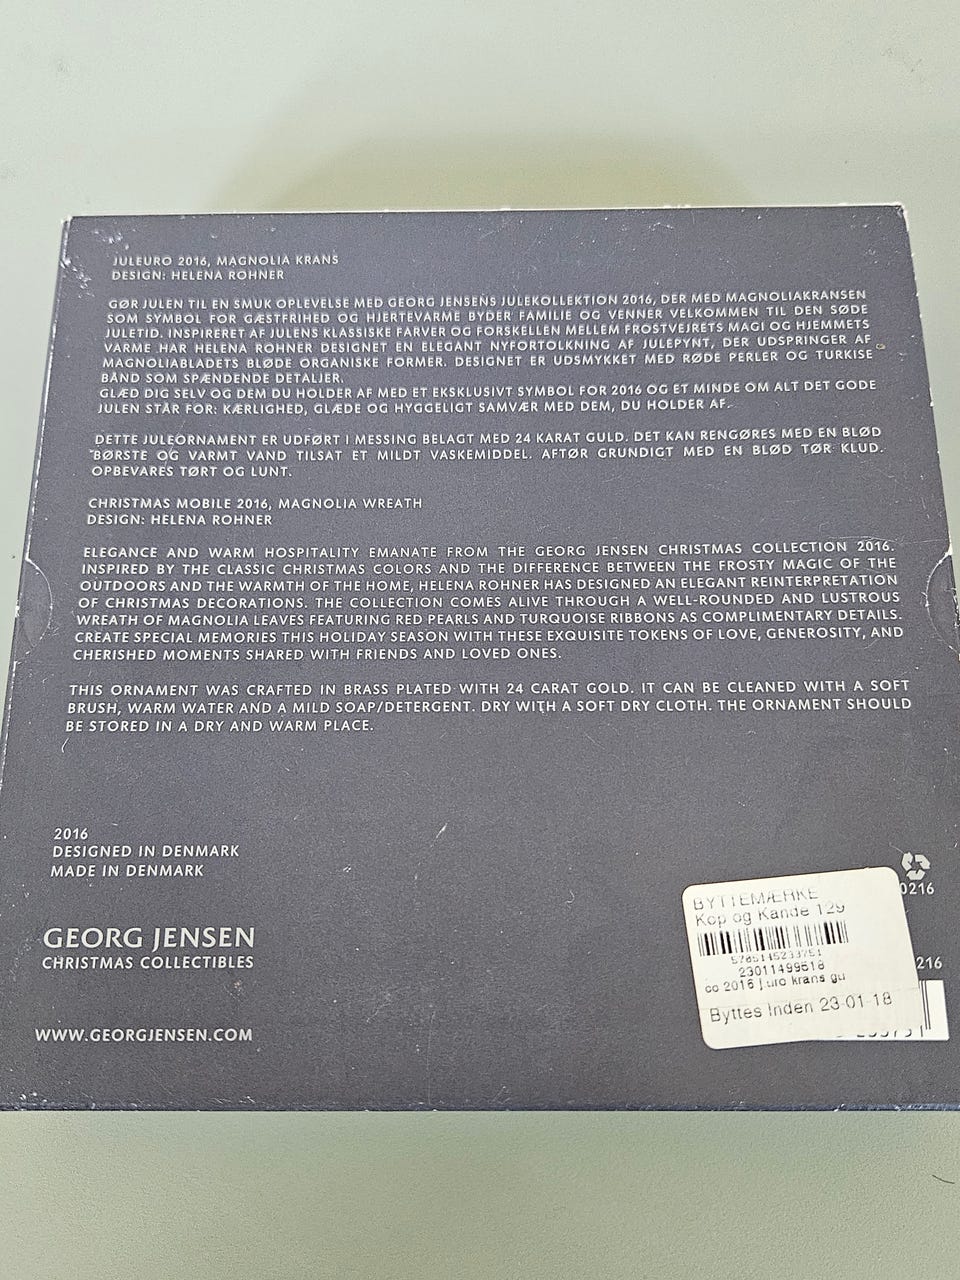 JULEURO 2016, MAGNOLIA KRANS
DESIGN: HELENA ROHNER
GØR JULEN TIL EN SMUK OPLEVELSE MED GEORG JENSENS JULEKOLLEKTION 2016, DER MED MAGNOLIAKRANSEN
SOM SYMBOL FOR GÆSTFRIHED OG HJERTEVARME BYDER FAMILIE OG VENNER VELKOMMEN TIL DEN SØDE
JULETID. INSPIRERET AF JULENS KLASSISKE FARVER OG FORSKELLEN MELLEM FROSTVEJRETS MAGI OG HJEMMETS
VARME HAR HELENA ROHNER DESIGNET EN ELEGANT NYFORTOLKNING AF JULEPYNT, DER UDSPRINGER AF
MAGNOLIABLADETS BLØDE ORGANISKE FORMER. DESIGNET ER UDSMYKKET MED RØDE PERLER OG TURKISE
BÅND SOM SPÆNDENDE DETALJER.
GLÆD DIG SELV OG DEM DU HOLDER AF MED ET EKSKLUSIVT SYMBOL FOR 2016 OG ET MINDE OM ALT DET GODE
JULEN STÅR FOR: KÆRLIGHED, GLÆDE OG HYGGELIGT SAMVÆR MED DEM, DU HOLDER AF.
DETTE JULEORNAMENT ER UDFØRT I MESSING BELAGT MED 24 KARAT GULD. DET KAN RENGØRES MED EN BLØD
BØRSTE OG VARMT VAND TILSAT ET MILDT VASKEMIDDEL. AFTØR GRUNDIGT MED EN BLØD TØR KLUD.
OPBEVARES TØRT OG LUNT.
CHRISTMAS MOBILE 2016, MAGNOLIA WREATH
DESIGN: HELENA ROHNER
ELEGANCE AND WARM HOSPITALITY EMANATE FROM THE GEORG JENSEN CHRISTMAS COLLECTION 2016.
INSPIRED BY THE CLASSIC CHRISTMAS COLORS AND THE DIFFERENCE BETWEEN THE FROSTY MAGIC OF THE
OUTDOORS AND THE WARMTH OF THE HOME, HELENA ROHNER HAS DESIGNED AN ELEGANT REINTERPRETATION
OF CHRISTMAS DECORATIONS. THE COLLECTION COMES ALIVE THROUGH A WELL-ROUNDED AND LUSTROUS
WREATH OF MAGNOLIA LEAVES FEATURING RED PEARLS AND TURQUOISE RIBBONS AS COMPLIMENTARY DETAILS.
CREATE SPECIAL MEMORIES THIS HOLIDAY SEASON WITH THESE EXQUISITE TOKENS OF LOVE, GENEROSITY, AND
CHERISHED MOMENTS SHARED WITH FRIENDS AND LOVED ONES.
THIS ORNAMENT WAS CRAFTED IN BRASS PLATED WITH 24 CARAT GOLD. IT CAN BE CLEANED WITH A SOFT
BRUSH, WARM WATER AND A MILD SOAP/DETERGENT. DRY WITH A SOFT DRY CLOTH. THE ORNAMENT SHOULD
BE STORED IN A DRY AND WARM PLACE.
2016
DESIGNED IN DENMARK
MADE IN DENMARK
GEORG JENSEN
CHRISTMAS COLLECTIBLES
WWW.GEORGJENSEN.COM
0216
BYTTEMÆRKE
Kop og Kande 129
23011499618
co 2016 j.uro krans gu
Byttes Inden 23-01-18
216